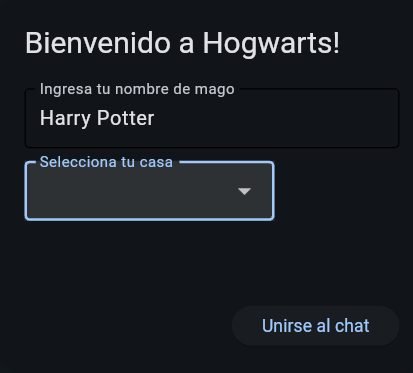 Bienvenido a Hogwarts!
Ingresa tu nombre de mago
Harry Potter
Selecciona tu casa
Unirse al chat